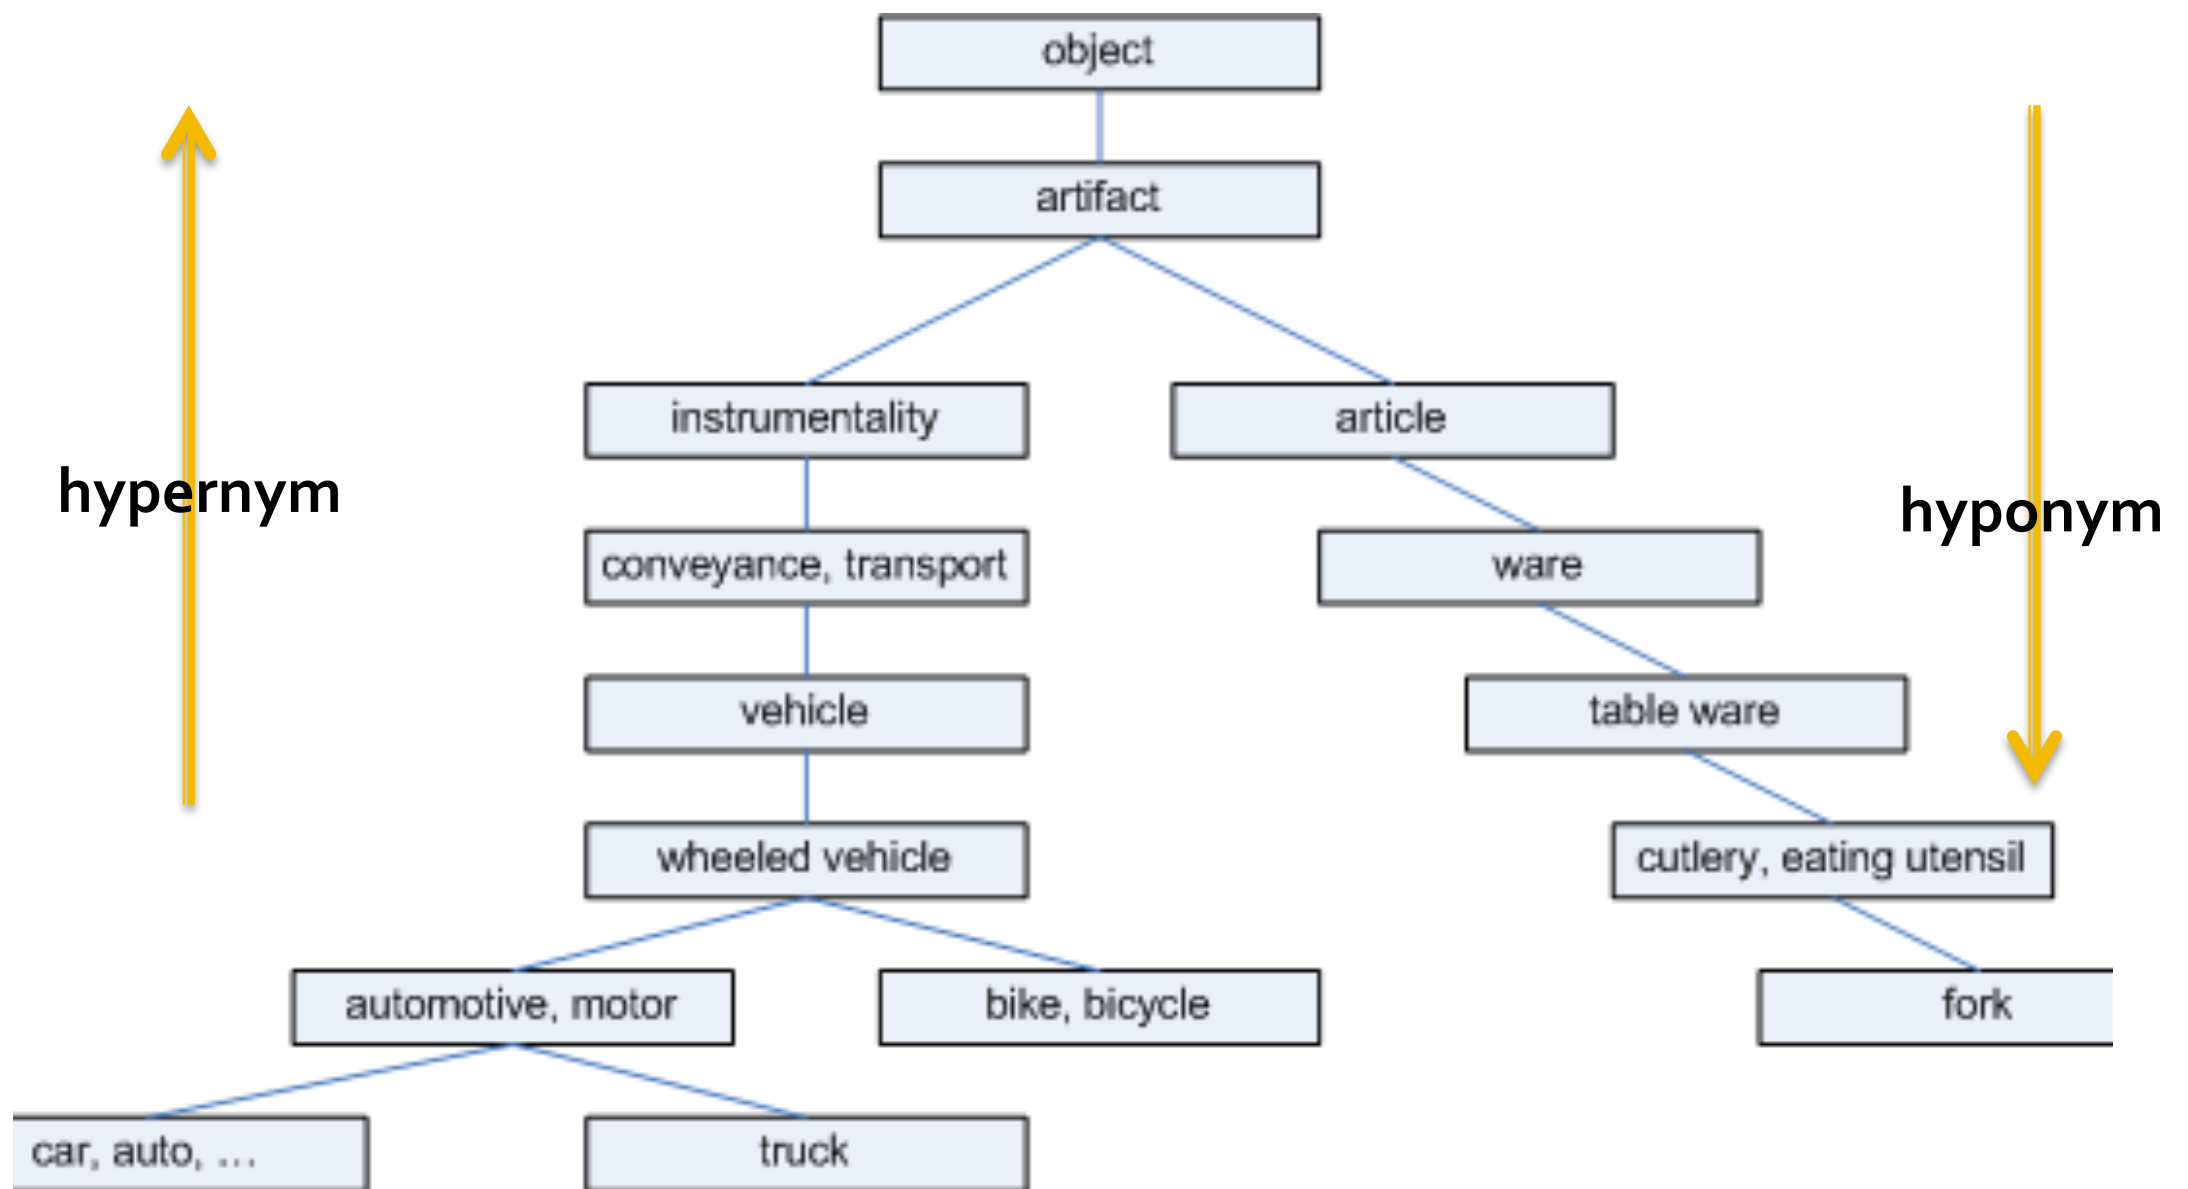 object
artifact
instrumentality
article
hypernym
hyponym
conveyance, transport
ware
vehicle
table ware
wheeled vehicle
cutlery, eating utensil
automotive, motor
bike, bicycle
fork
car, auto, ...
truck